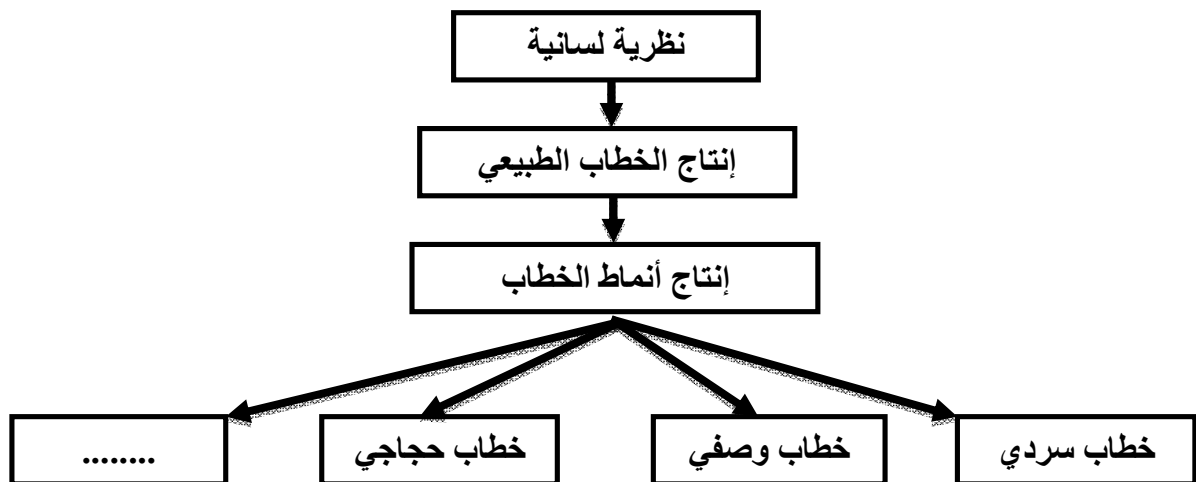 نظرية لسانية
إنتاج الخطاب الطبيعي
إنتاج أنماط الخطاب
خطاب سردي
خطاب وصفي
خطاب حجاجي
........